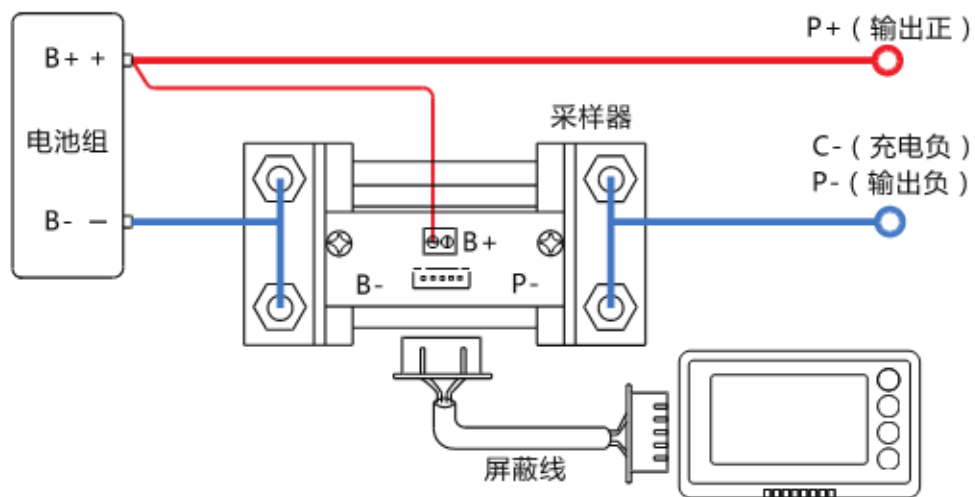 P+（输出正）
B+ +
采样器
电池组
C-（充电负）
P-（输出负）
B- −
B+
B-
P-
屏蔽线